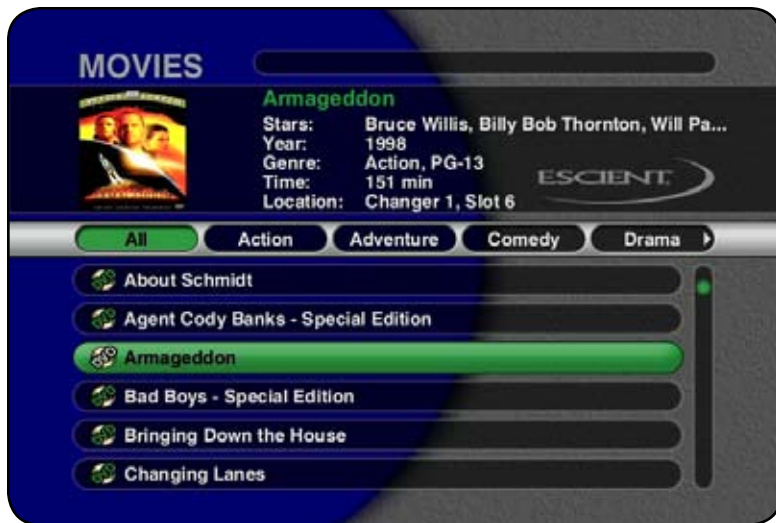 MOVIES
Armageddon
Stars: Bruce Willis, Billy Bob Thornton, Will Pa...
Year: 1998
Genre: Action, PG-13
Time: 151 min
Location: Changer 1, Slot 6
ESCIENT
All Action Adventure Comedy Drama
About Schmidt
Agent Cody Banks - Special Edition
Armageddon
Bad Boys - Special Edition
Bringing Down the House
Changing Lanes